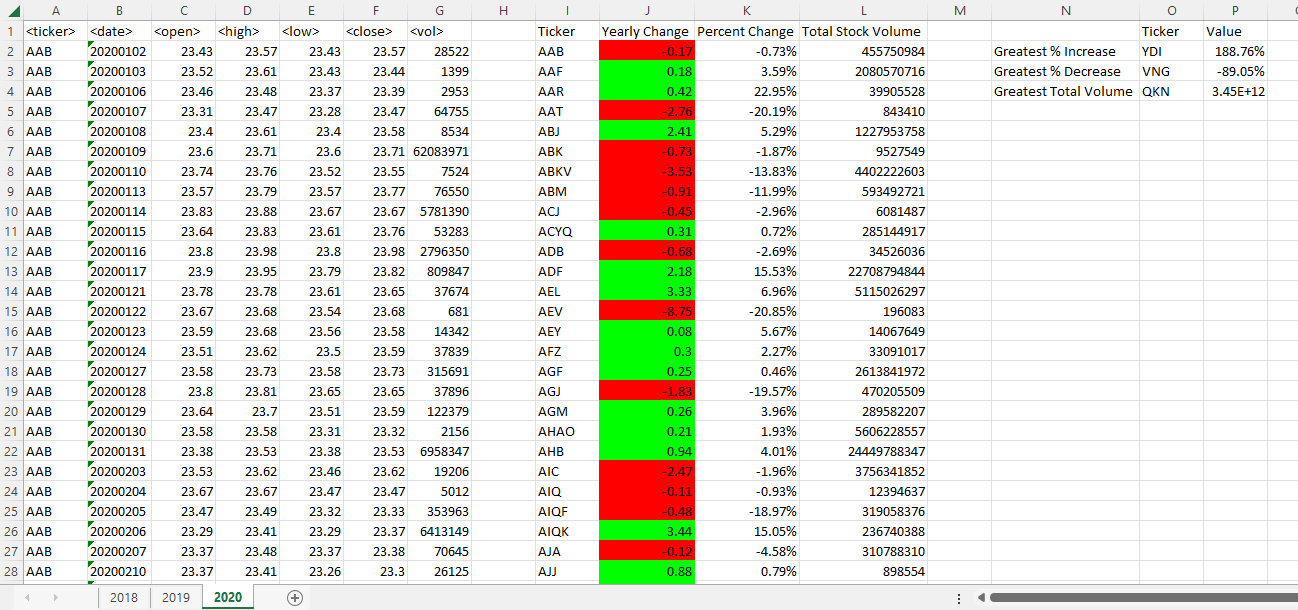 A B C D E F G H I J K L M N O P
1 <ticker> <date> <open> <high> <low> <close> <vol> Ticker Yearly Change Percent Change Total Stock Volume Ticker Value
2 AAB 20200102 23.43 23.57 23.43 23.57 28522 AAB -0.17 -0.73% 455750984 Greatest % Increase YDI 188.76%
3 AAB 20200103 23.52 23.61 23.43 23.44 1399 AAF 0.18 3.59% 2080570716 Greatest % Decrease VNG -89.05%
4 AAB 20200106 23.46 23.48 23.37 23.39 2953 AAR 0.42 22.95% 39905528 Greatest Total Volume QKN 3.45E+12
5 AAB 20200107 23.31 23.47 23.28 23.47 64755 AAT -2.76 -20.19% 843410
6 AAB 20200108 23.4 23.61 23.4 23.58 8534 ABJ 2.41 5.29% 1227953758
7 AAB 20200109 23.6 23.71 23.6 23.71 62083971 ABK -0.73 -1.87% 9527549
8 AAB 20200110 23.74 23.76 23.52 23.55 7524 ABKV -3.53 -13.83% 4402222603
9 AAB 20200113 23.57 23.79 23.57 23.77 76550 ABM -0.91 -11.99% 593492721
10 AAB 20200114 23.83 23.88 23.67 23.67 5781390 ACJ -0.45 -2.96% 6081487
11 AAB 20200115 23.64 23.83 23.61 23.76 53283 ACYQ 0.31 0.72% 285144917
12 AAB 20200116 23.8 23.98 23.8 23.98 2796350 ADB -0.68 -2.69% 34526036
13 AAB 20200117 23.9 23.95 23.79 23.82 809847 ADF 2.18 15.53% 22708794844
14 AAB 20200121 23.78 23.78 23.61 23.65 37674 AEL 3.33 6.96% 5115026297
15 AAB 20200122 23.67 23.68 23.54 23.68 681 AEV -8.75 -20.85% 196083
16 AAB 20200123 23.59 23.68 23.56 23.58 14342 AEY 0.08 5.67% 14067649
17 AAB 20200124 23.51 23.62 23.5 23.59 37839 AFZ 0.3 2.27% 33091017
18 AAB 20200127 23.58 23.73 23.58 23.73 315691 AGF 0.25 0.46% 2613841972
19 AAB 20200128 23.8 23.81 23.65 23.65 37896 AGJ -1.83 -19.57% 470205509
20 AAB 20200129 23.64 23.7 23.51 23.59 122379 AGM 0.26 3.96% 289582207
21 AAB 20200130 23.58 23.58 23.31 23.32 2156 AHAO 0.21 1.93% 5606228557
22 AAB 20200131 23.38 23.53 23.38 23.53 6958347 AHB 0.94 4.01% 24449788347
23 AAB 20200203 23.53 23.62 23.46 23.62 19206 AIC -2.47 -1.96% 3756341852
24 AAB 20200204 23.67 23.67 23.47 23.47 5012 AIQ -0.11 -0.93% 12394637
25 AAB 20200205 23.47 23.49 23.32 23.33 353963 AIQF -0.48 -18.97% 319058376
26 AAB 20200206 23.29 23.41 23.29 23.37 6413149 AIQK 3.44 15.05% 236740388
27 AAB 20200207 23.37 23.48 23.37 23.38 70645 AJA -0.12 -4.58% 310788310
28 AAB 20200210 23.37 23.41 23.26 23.3 26125 AJJ 0.88 0.79% 898554
2018 2019 2020